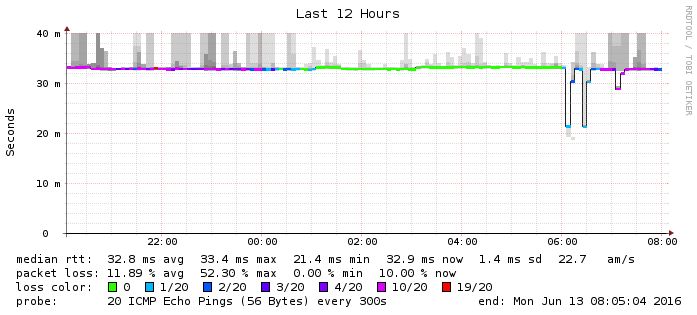 Last 12 Hours
RRDTOOL / TOBI OETIKER
Seconds
40 m
30 m
20 m
10 m
0
22:00 00:00 02:00 04:00 06:00 08:00
median rtt: 32.8 ms avg 33.4 ms max 21.4 ms min 32.9 ms now 1.4 ms sd 22.7 am/s
packet loss: 11.89 % avg 52.30 % max 0.00 % min 10.00 % now
loss color: 0 1/20 2/20 3/20 4/20 10/20 19/20
probe: 20 ICMP Echo Pings (56 Bytes) every 300s end: Mon Jun 13 08:05:04 2016